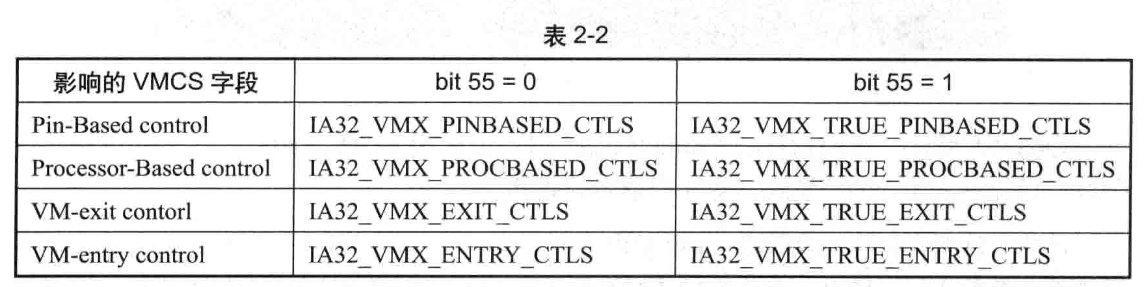 表 2-2
影响的 VMCS 字段 bit 55 = 0 bit 55 = 1
Pin-Based control IA32_VMX_PINBASED_CTLS IA32_VMX_TRUE_PINBASED_CTLS
Processor-Based control IA32_VMX_PROCBASED_CTLS IA32_VMX_TRUE_PROCBASED_CTLS
VM-exit contorl IA32_VMX_EXIT_CTLS IA32_VMX_TRUE_EXIT_CTLS
VM-entry control IA32_VMX_ENTRY_CTLS IA32_VMX_TRUE_ENTRY_CTLS